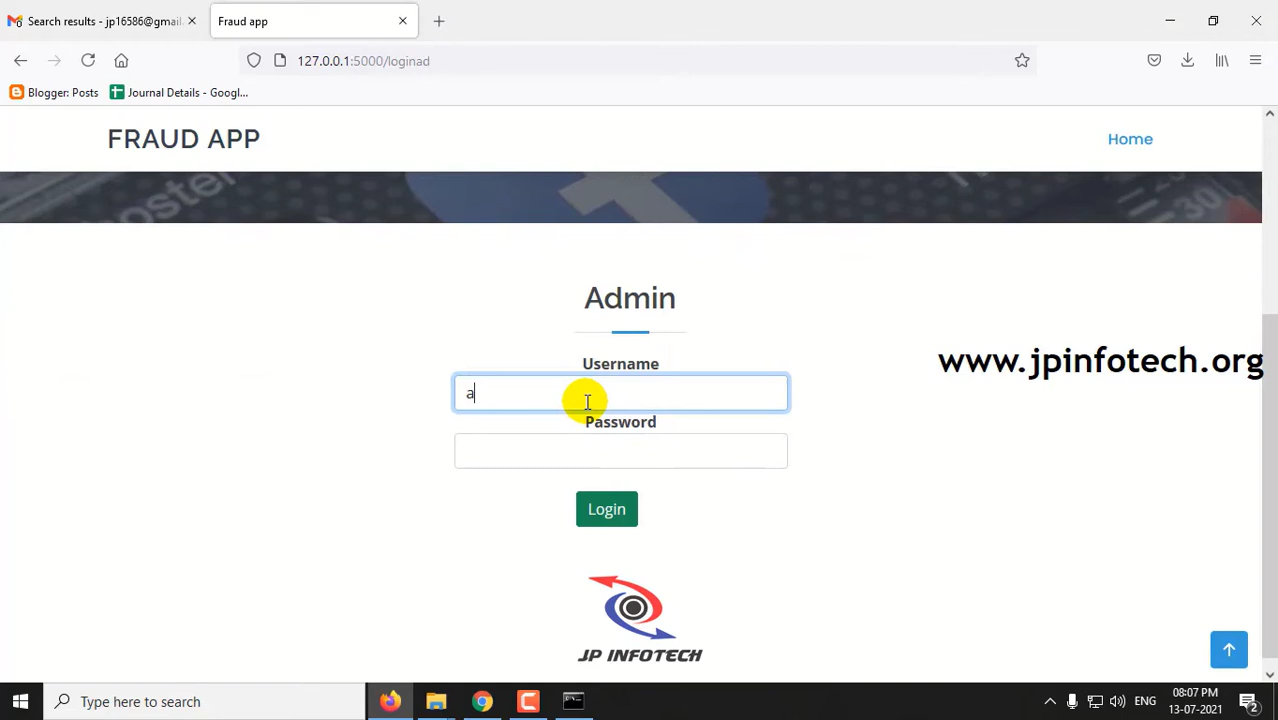 Search results - jp16586@gmail.
Fraud app
127.0.0.1:5000/loginad
Blogger: Posts
Journal Details - Googl...
FRAUD APP
Home
oster
30
Admin
Username
www.jpinfotech.org
a
Password
Login
JP INFOTECH
Type here to search
ENG
08:07 PM
13-07-2021
2